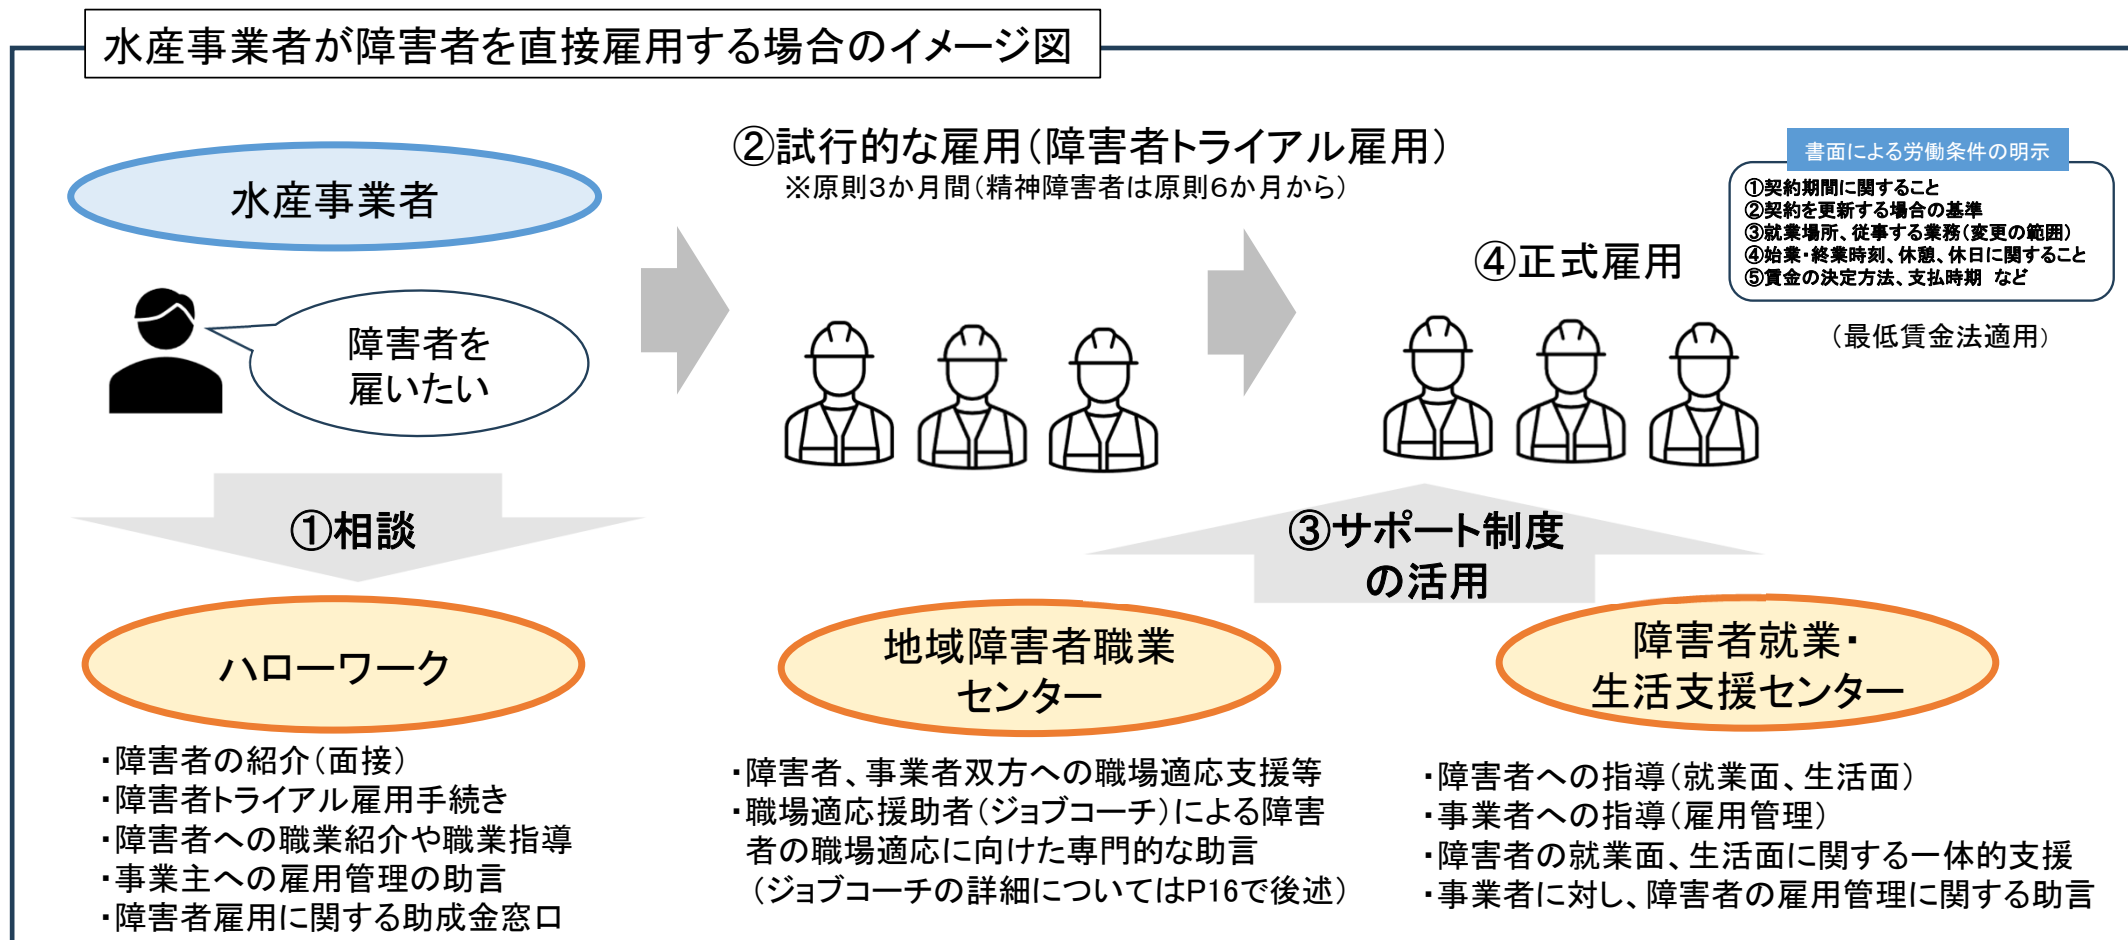 水産事業者が障害者を直接雇用する場合のイメージ図
水産事業者
障害者を
雇いたい
①相談
ハローワーク
・障害者の紹介（面接）
・障害者トライアル雇用手続き
・障害者への職業紹介や職業指導
・事業主への雇用管理の助言
・障害者雇用に関する助成金窓口
②試行的な雇用（障害者トライアル雇用）
※原則3か月間（精神障害者は原則6か月から）
④正式雇用
書面による労働条件の明示
①契約期間に関すること
②契約を更新する場合の基準
③就業場所、従事する業務（変更の範囲）
④始業・終業時刻、休憩、休日に関すること
⑤賃金の決定方法、支払時期 など
（最低賃金法適用）
③サポート制度
の活用
地域障害者職業
センター
・障害者、事業者双方への職場適応支援等
・職場適応援助者（ジョブコーチ）による障害
者の職場適応に向けた専門的な助言
（ジョブコーチの詳細についてはP16で後述）
障害者就業・
生活支援センター
・障害者への指導（就業面、生活面）
・事業者への指導（雇用管理）
・障害者の就業面、生活面に関する一体的支援
・事業者に対し、障害者の雇用管理に関する助言